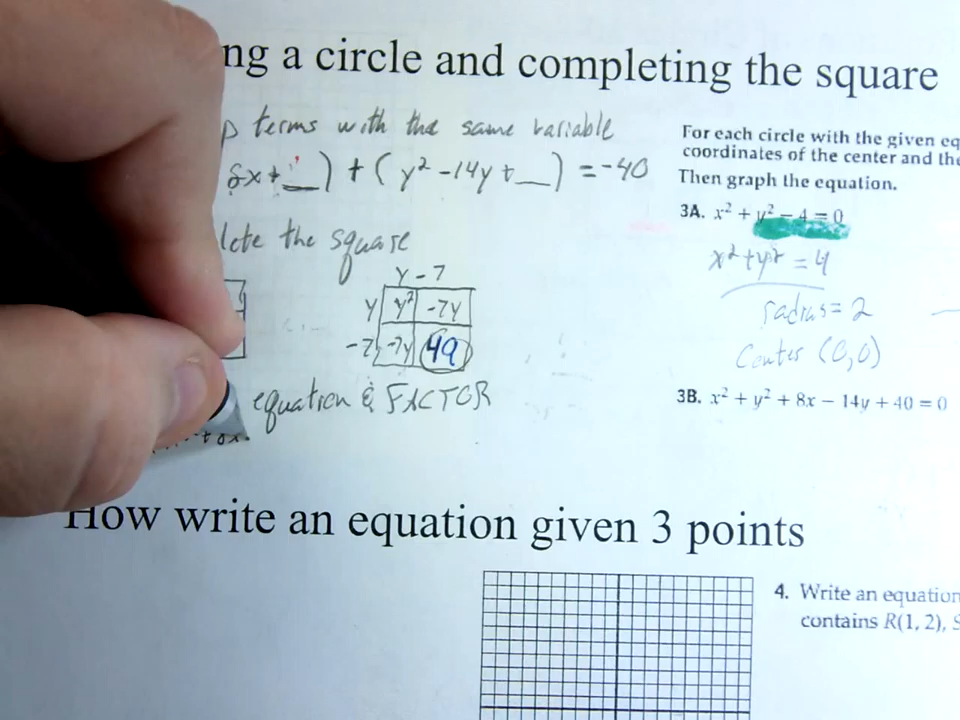 ng a circle and completing the square
p terms with the same variable
8x + _) + (y² - 14y + _) = -40
lete the square
y - 7
y y² -7y
-7 -7y 49
equation & FACTOR
+ 8x
For each circle with the given eq
coordinates of the center and the
Then graph the equation.
3A. x² + y² − 4 = 0
x² + y² = 4
radius = 2
Center (0,0)
3B. x² + y² + 8x − 14y + 40 = 0
How write an equation given 3 points
4. Write an equation
contains R(1, 2), S